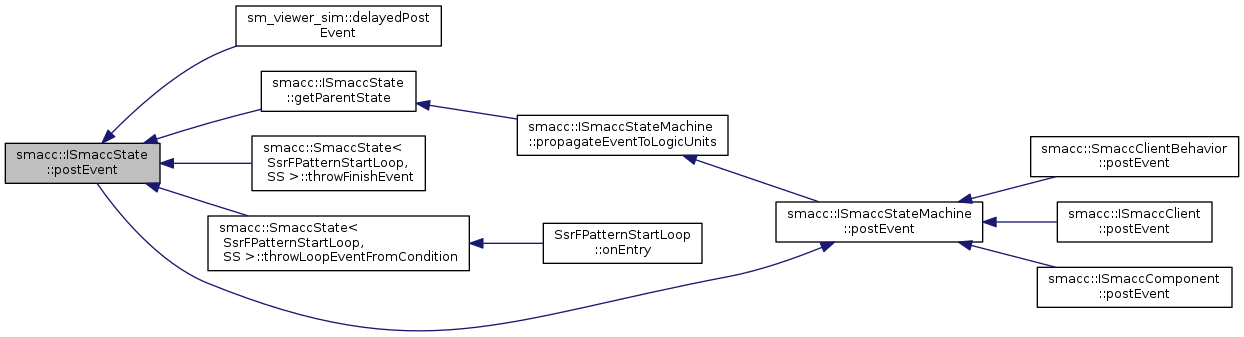 sm_viewer_sim::delayedPost
Event
smacc::ISmaccState
::getParentState
smacc::ISmaccStateMachine
::propagateEventToLogicUnits
smacc::ISmaccState
::postEvent
smacc::SmaccState<
SsrFPatternStartLoop,
SS >::throwFinishEvent
smacc::SmaccClientBehavior
::postEvent
smacc::ISmaccStateMachine
::postEvent
smacc::ISmaccClient
::postEvent
smacc::SmaccState<
SsrFPatternStartLoop,
SS >::throwLoopEventFromCondition
SsrFPatternStartLoop
::onEntry
smacc::ISmaccComponent
::postEvent